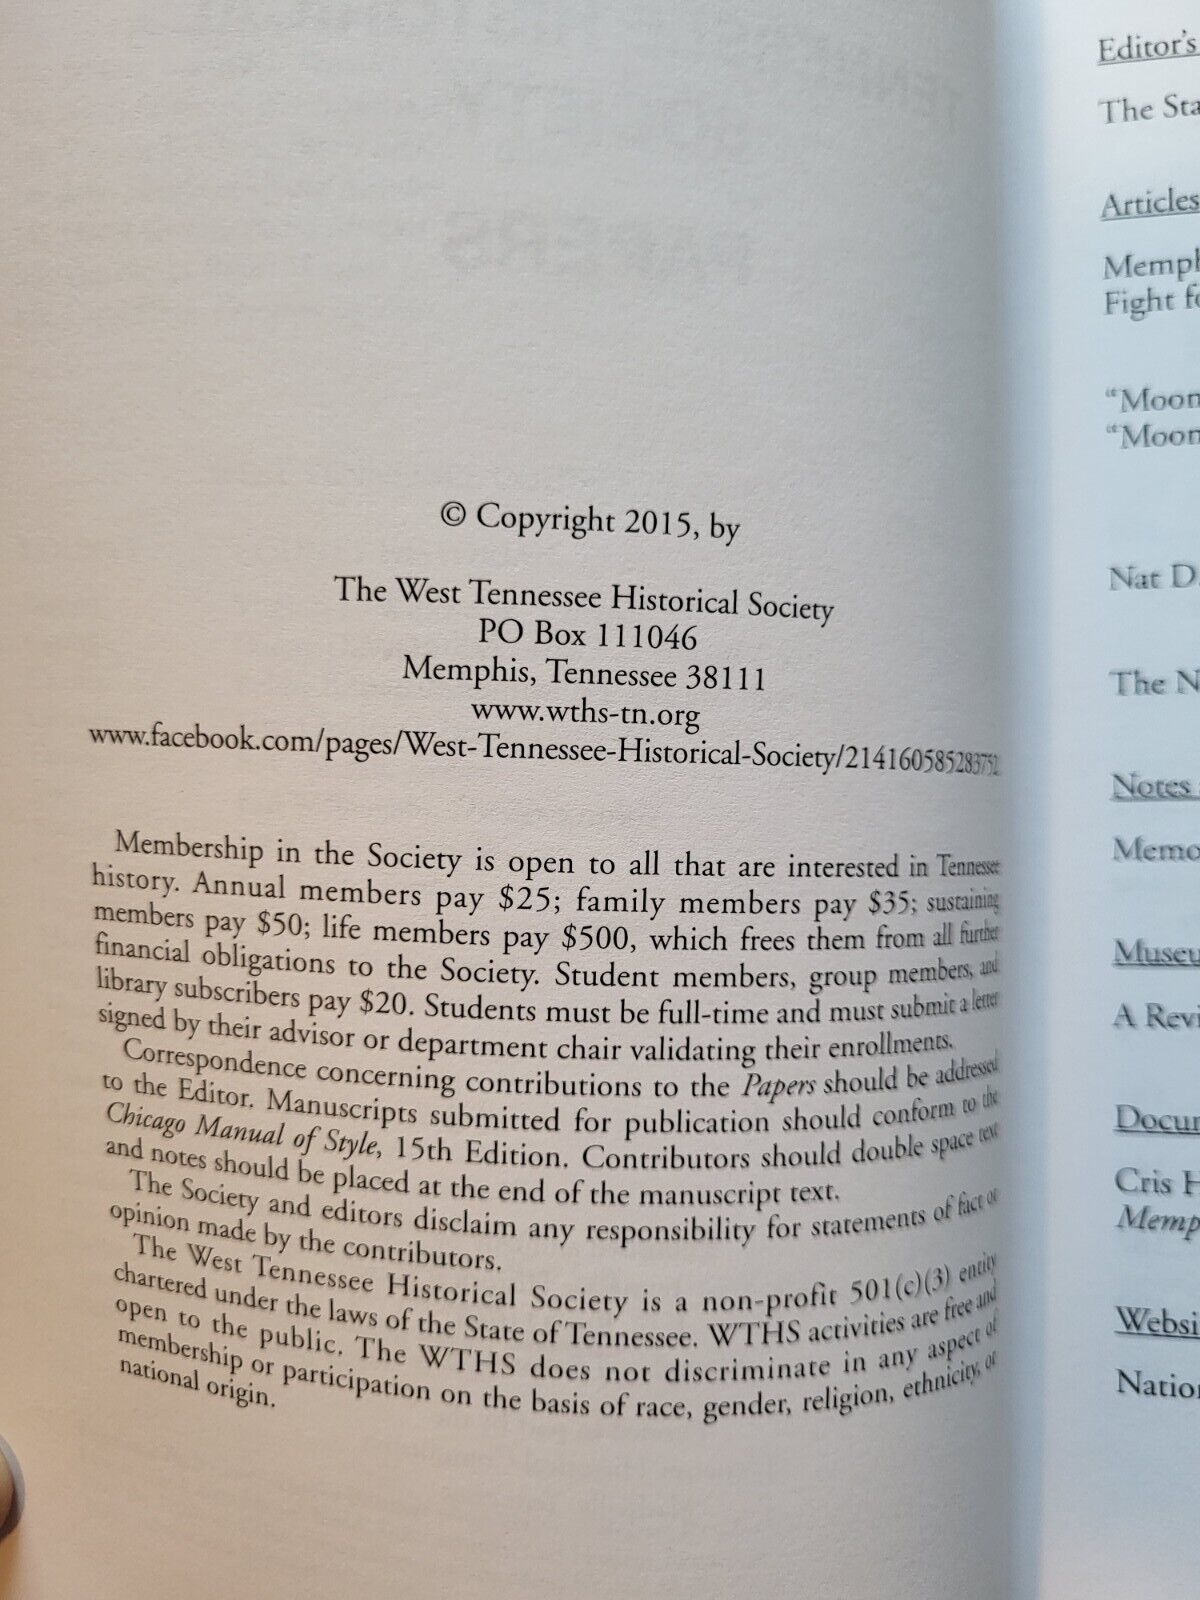 © Copyright 2015, by
The West Tennessee Historical Society
PO Box 111046
Memphis, Tennessee 38111
www.wths-tn.org
www.facebook.com/pages/West-Tennessee-Historical-Society/214160585283752
Membership in the Society is open to all that are interested in Tennessee
history. Annual members pay $25; family members pay $35; sustaining
members pay $50; life members pay $500, which frees them from all further
financial obligations to the Society. Student members, group members, and
library subscribers pay $20. Students must be full-time and must submit a letter
signed by their advisor or department chair validating their enrollments.
Correspondence concerning contributions to the Papers should be addressed
to the Editor. Manuscripts submitted for publication should conform to the
Chicago Manual of Style, 15th Edition. Contributors should double space text
and notes should be placed at the end of the manuscript text.
The Society and editors disclaim any responsibility for statements of fact or
opinion made by the contributors.
The West Tennessee Historical Society is a non-profit 501(c)(3) entity
chartered under the laws of the State of Tennessee. WTHS activities are free and
open to the public. The WTHS does not discriminate in any aspect of
membership or participation on the basis of race, gender, religion, ethnicity, or
national origin.
Editor's
The Sta
Articles
Memph
Fight fo
"Moon
"Moon
Nat D
The N
Notes
Memo
Museu
A Revi
Docum
Cris H
Memp
Websi
Nation